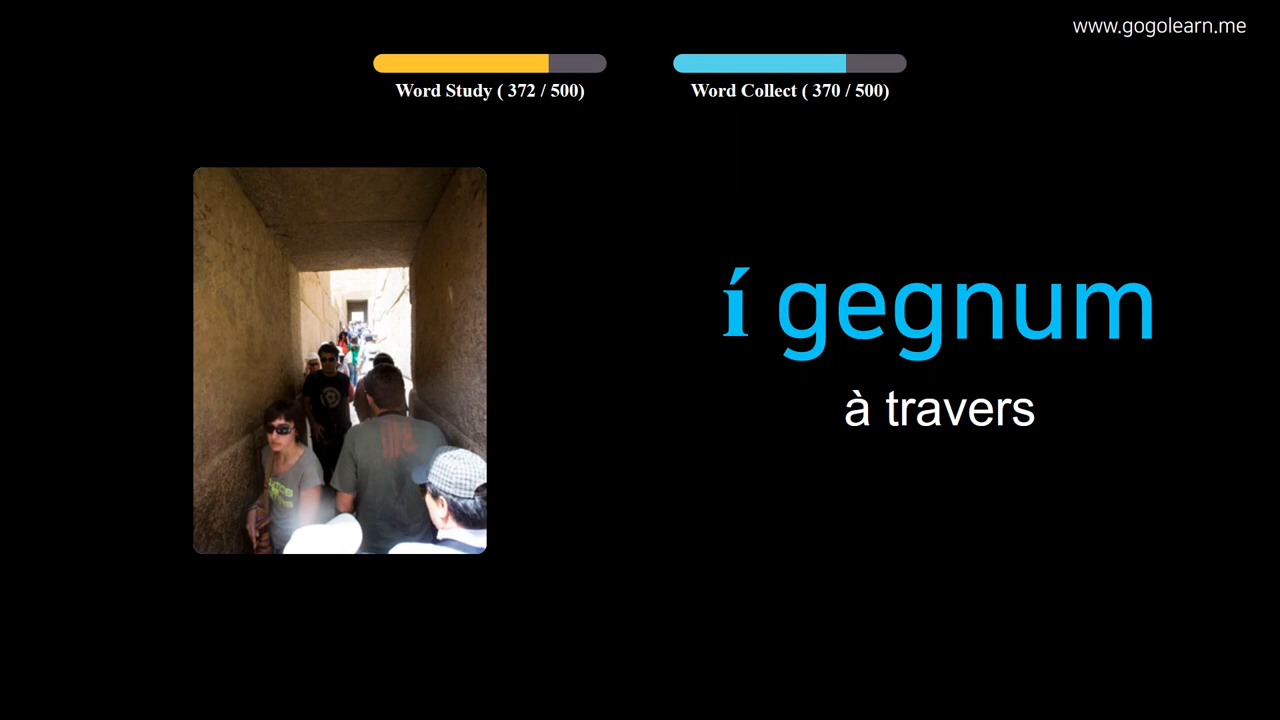 www.gogolearn.me
Word Study ( 372 / 500)
Word Collect ( 370 / 500)
í gegnum
à travers